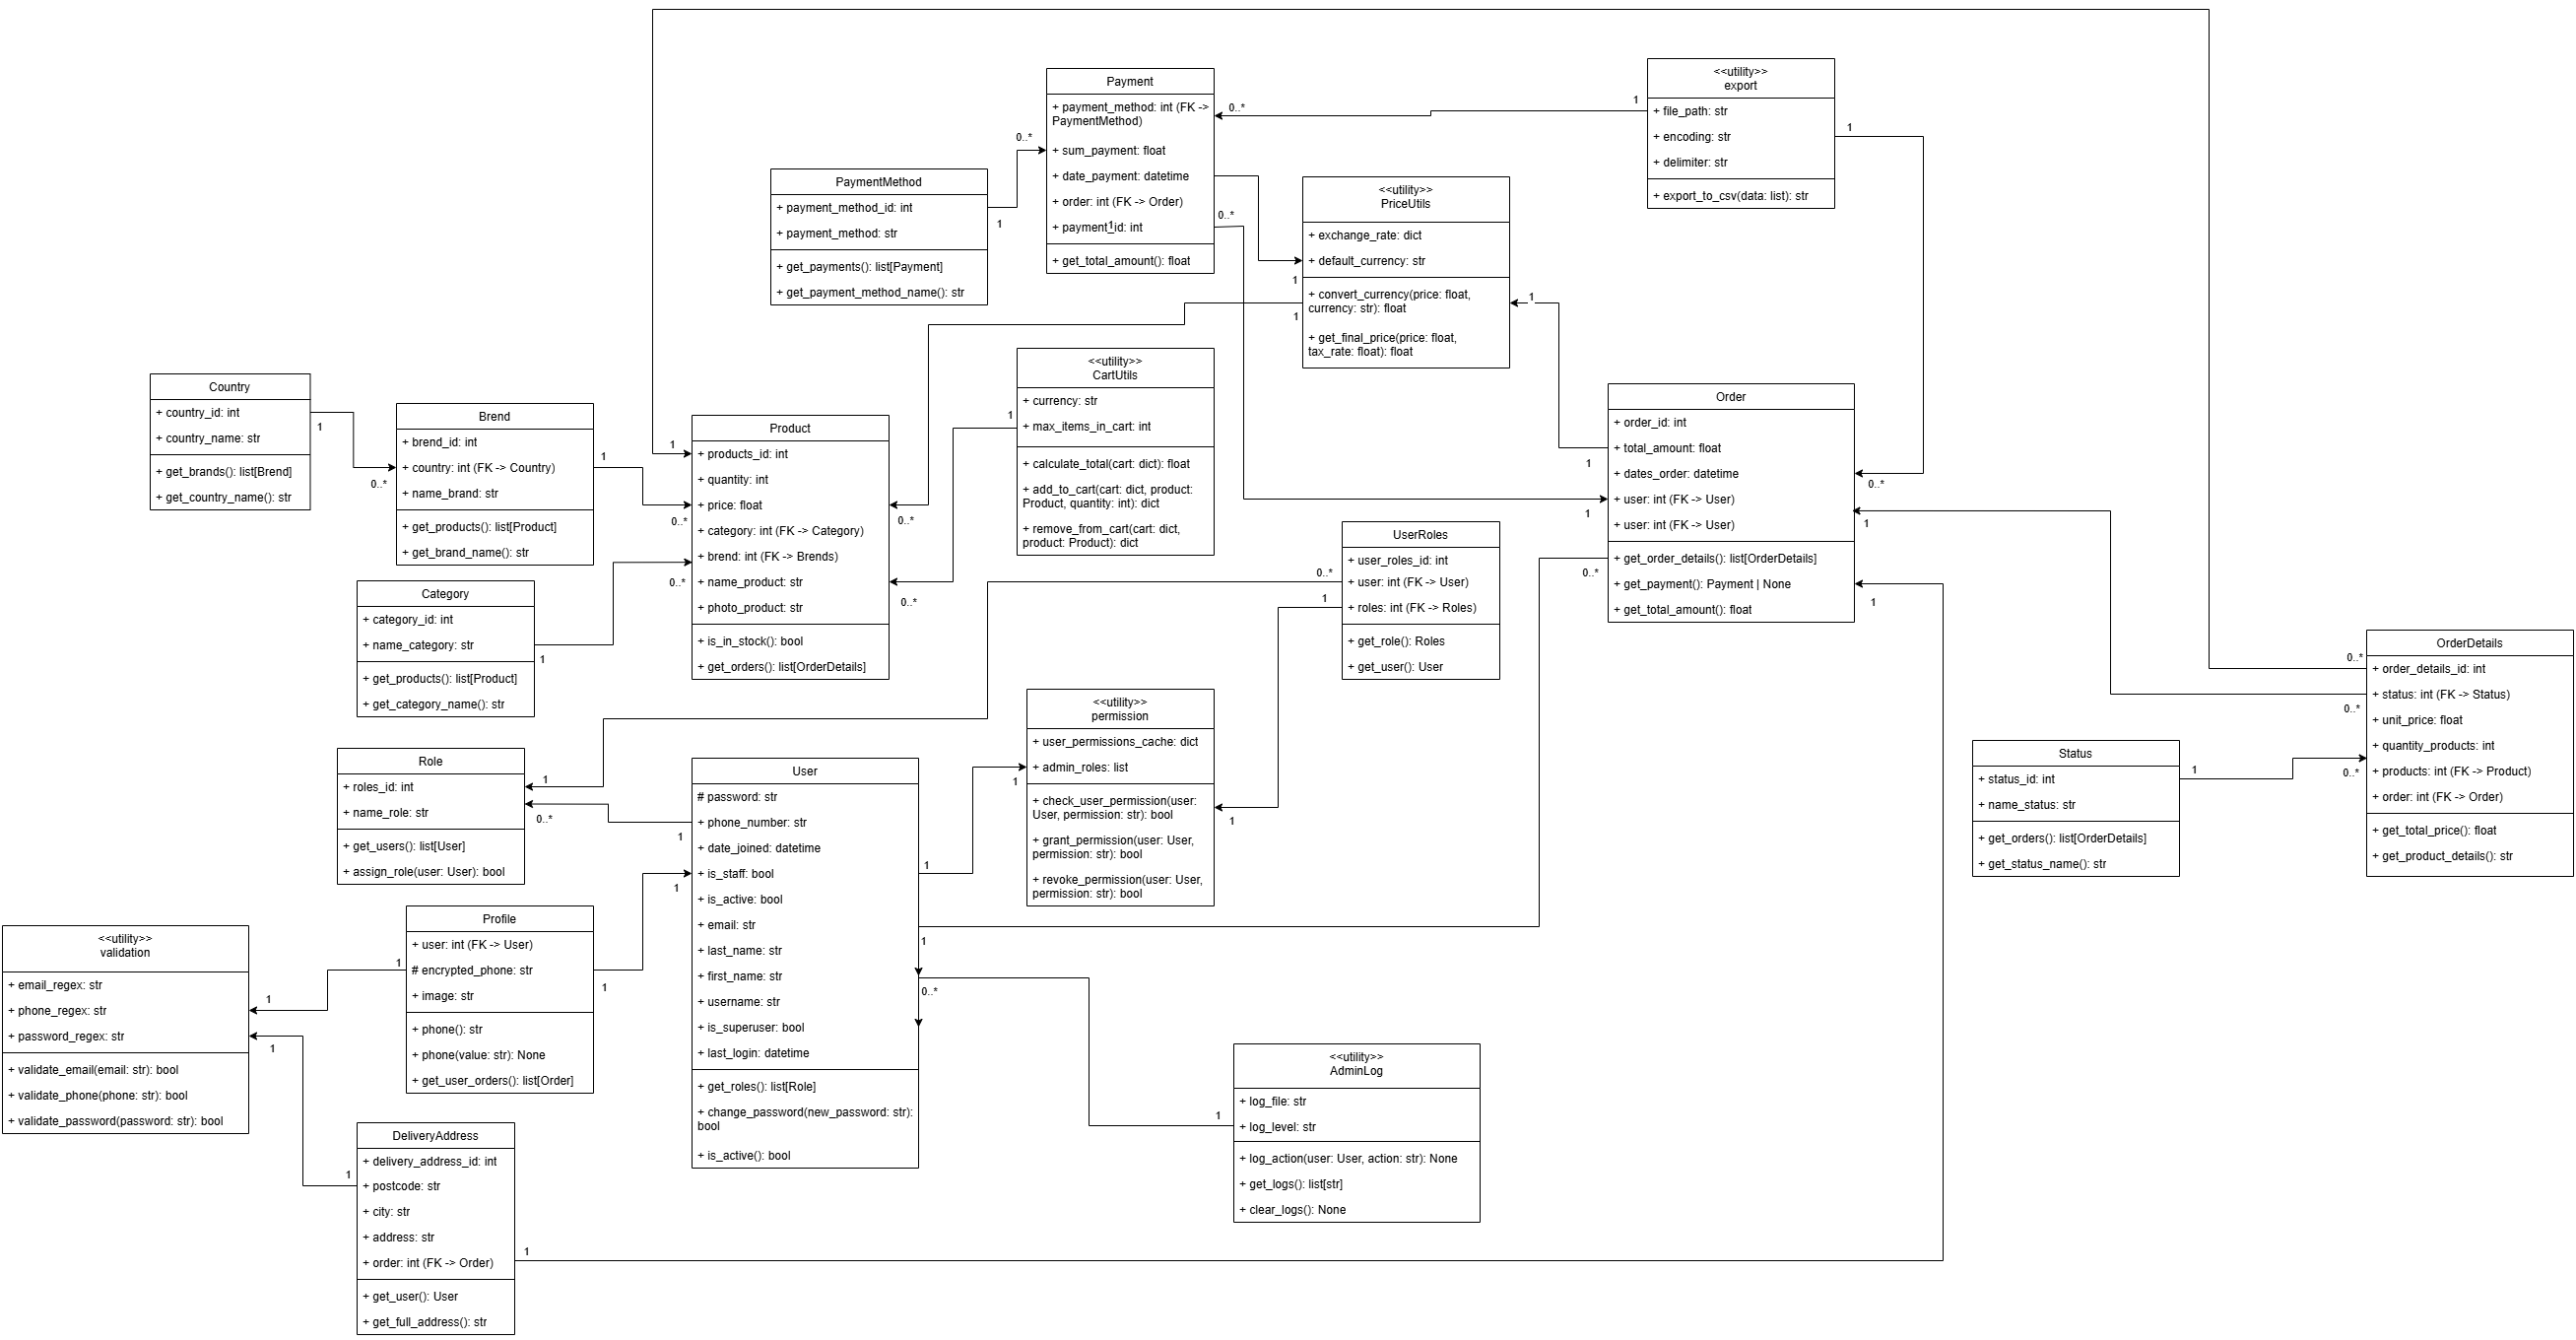 Payment
+ payment_method: int (FK ->
PaymentMethod)
+ sum_payment: float
+ date_payment: datetime
+ order: int (FK -> Order)
+ payment_id: int
+ get_total_amount(): float
<<utility>>
export
+ file_path: str
+ encoding: str
+ delimiter: str
+ export_to_csv(data: list): str
1
0..*
1
0..*
PaymentMethod
+ payment_method_id: int
+ payment_method: str
+ get_payments(): list[Payment]
+ get_payment_method_name(): str
1
0..*
1
<<utility>>
PriceUtils
+ exchange_rate: dict
+ default_currency: str
+ convert_currency(price: float,
currency: str): float
+ get_final_price(price: float,
tax_rate: float): float
1
1
1
<<utility>>
CartUtils
+ currency: str
+ max_items_in_cart: int
+ calculate_total(cart: dict): float
+ add_to_cart(cart: dict, product:
Product, quantity: int): dict
+ remove_from_cart(cart: dict,
product: Product): dict
1
Country
+ country_id: int
+ country_name: str
+ get_brands(): list[Brend]
+ get_country_name(): str
1
0..*
Brend
+ brend_id: int
+ country: int (FK -> Country)
+ name_brand: str
+ get_products(): list[Product]
+ get_brand_name(): str
1
1
0..*
0..*
Product
+ products_id: int
+ quantity: int
+ price: float
+ category: int (FK -> Category)
+ brend: int (FK -> Brends)
+ name_product: str
+ photo_product: str
+ is_in_stock(): bool
+ get_orders(): list[OrderDetails]
0..*
0..*
Order
+ order_id: int
+ total_amount: float
+ dates_order: datetime
+ user: int (FK -> User)
+ user: int (FK -> User)
+ get_order_details(): list[OrderDetails]
+ get_payment(): Payment | None
+ get_total_amount(): float
1
1
0..*
0..*
1
1
Category
+ category_id: int
+ name_category: str
+ get_products(): list[Product]
+ get_category_name(): str
1
UserRoles
+ user_roles_id: int
+ user: int (FK -> User)
+ roles: int (FK -> Roles)
+ get_role(): Roles
+ get_user(): User
0..*
1
OrderDetails
+ order_details_id: int
+ status: int (FK -> Status)
+ unit_price: float
+ quantity_products: int
+ products: int (FK -> Product)
+ order: int (FK -> Order)
+ get_total_price(): float
+ get_product_details(): str
0..*
0..*
0..*
Status
+ status_id: int
+ name_status: str
+ get_orders(): list[OrderDetails]
+ get_status_name(): str
1
<<utility>>
permission
+ user_permissions_cache: dict
+ admin_roles: list
+ check_user_permission(user:
User, permission: str): bool
+ grant_permission(user: User,
permission: str): bool
+ revoke_permission(user: User,
permission: str): bool
1
1
Role
+ roles_id: int
+ name_role: str
+ get_users(): list[User]
+ assign_role(user: User): bool
1
0..*
User
# password: str
+ phone_number: str
+ date_joined: datetime
+ is_staff: bool
+ is_active: bool
+ email: str
+ last_name: str
+ first_name: str
+ username: str
+ is_superuser: bool
+ last_login: datetime
+ get_roles(): list[Role]
+ change_password(new_password: str):
bool
+ is_active(): bool
1
1
1
1
0..*
Profile
+ user: int (FK -> User)
# encrypted_phone: str
+ image: str
+ phone(): str
+ phone(value: str): None
+ get_user_orders(): list[Order]
1
1
<<utility>>
validation
+ email_regex: str
+ phone_regex: str
+ password_regex: str
+ validate_email(email: str): bool
+ validate_phone(phone: str): bool
+ validate_password(password: str): bool
1
1
<<utility>>
AdminLog
+ log_file: str
+ log_level: str
+ log_action(user: User, action: str): None
+ get_logs(): list[str]
+ clear_logs(): None
1
DeliveryAddress
+ delivery_address_id: int
+ postcode: str
+ city: str
+ address: str
+ order: int (FK -> Order)
+ get_user(): User
+ get_full_address(): str
1
1